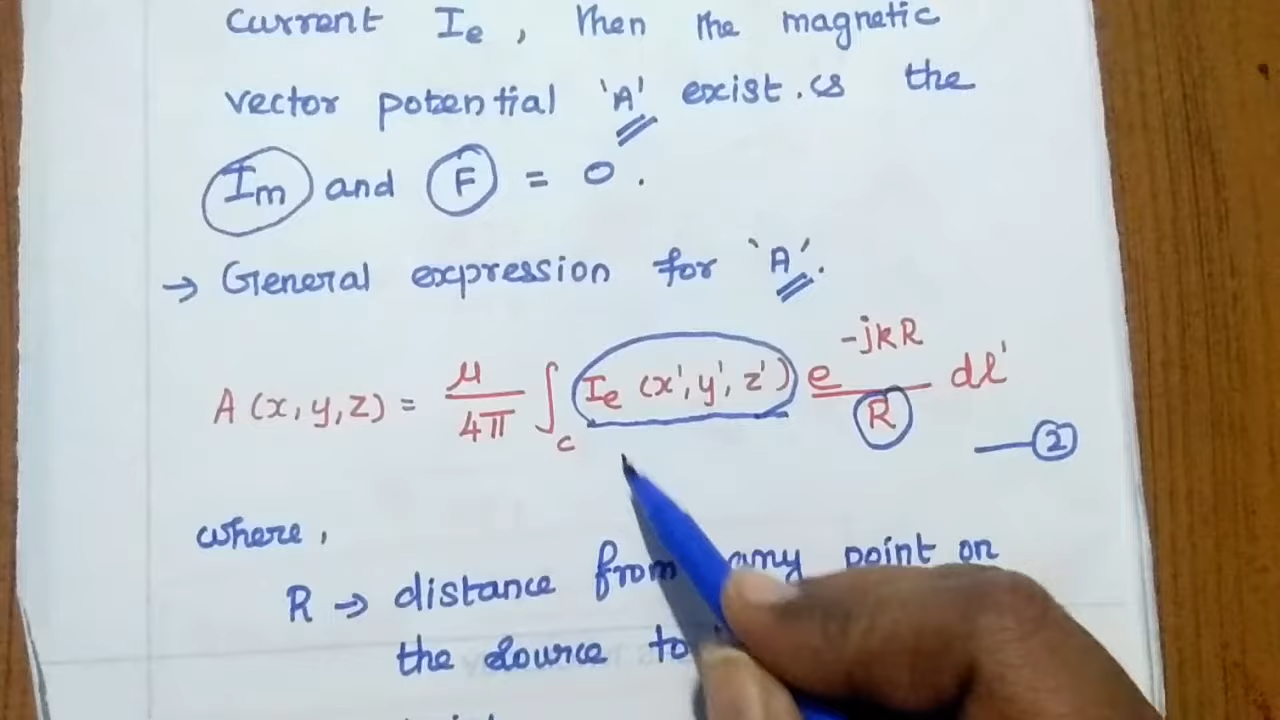 current Ie, then the magnetic
vector potential 'A' exist. is the
Im and F = 0.
→ General expression for 'A'.
A(x, y, z) = μ/4π ∫c Ie (x', y', z') e^-jkR/R dl' — 2
where,
R → distance from any point on
the source to